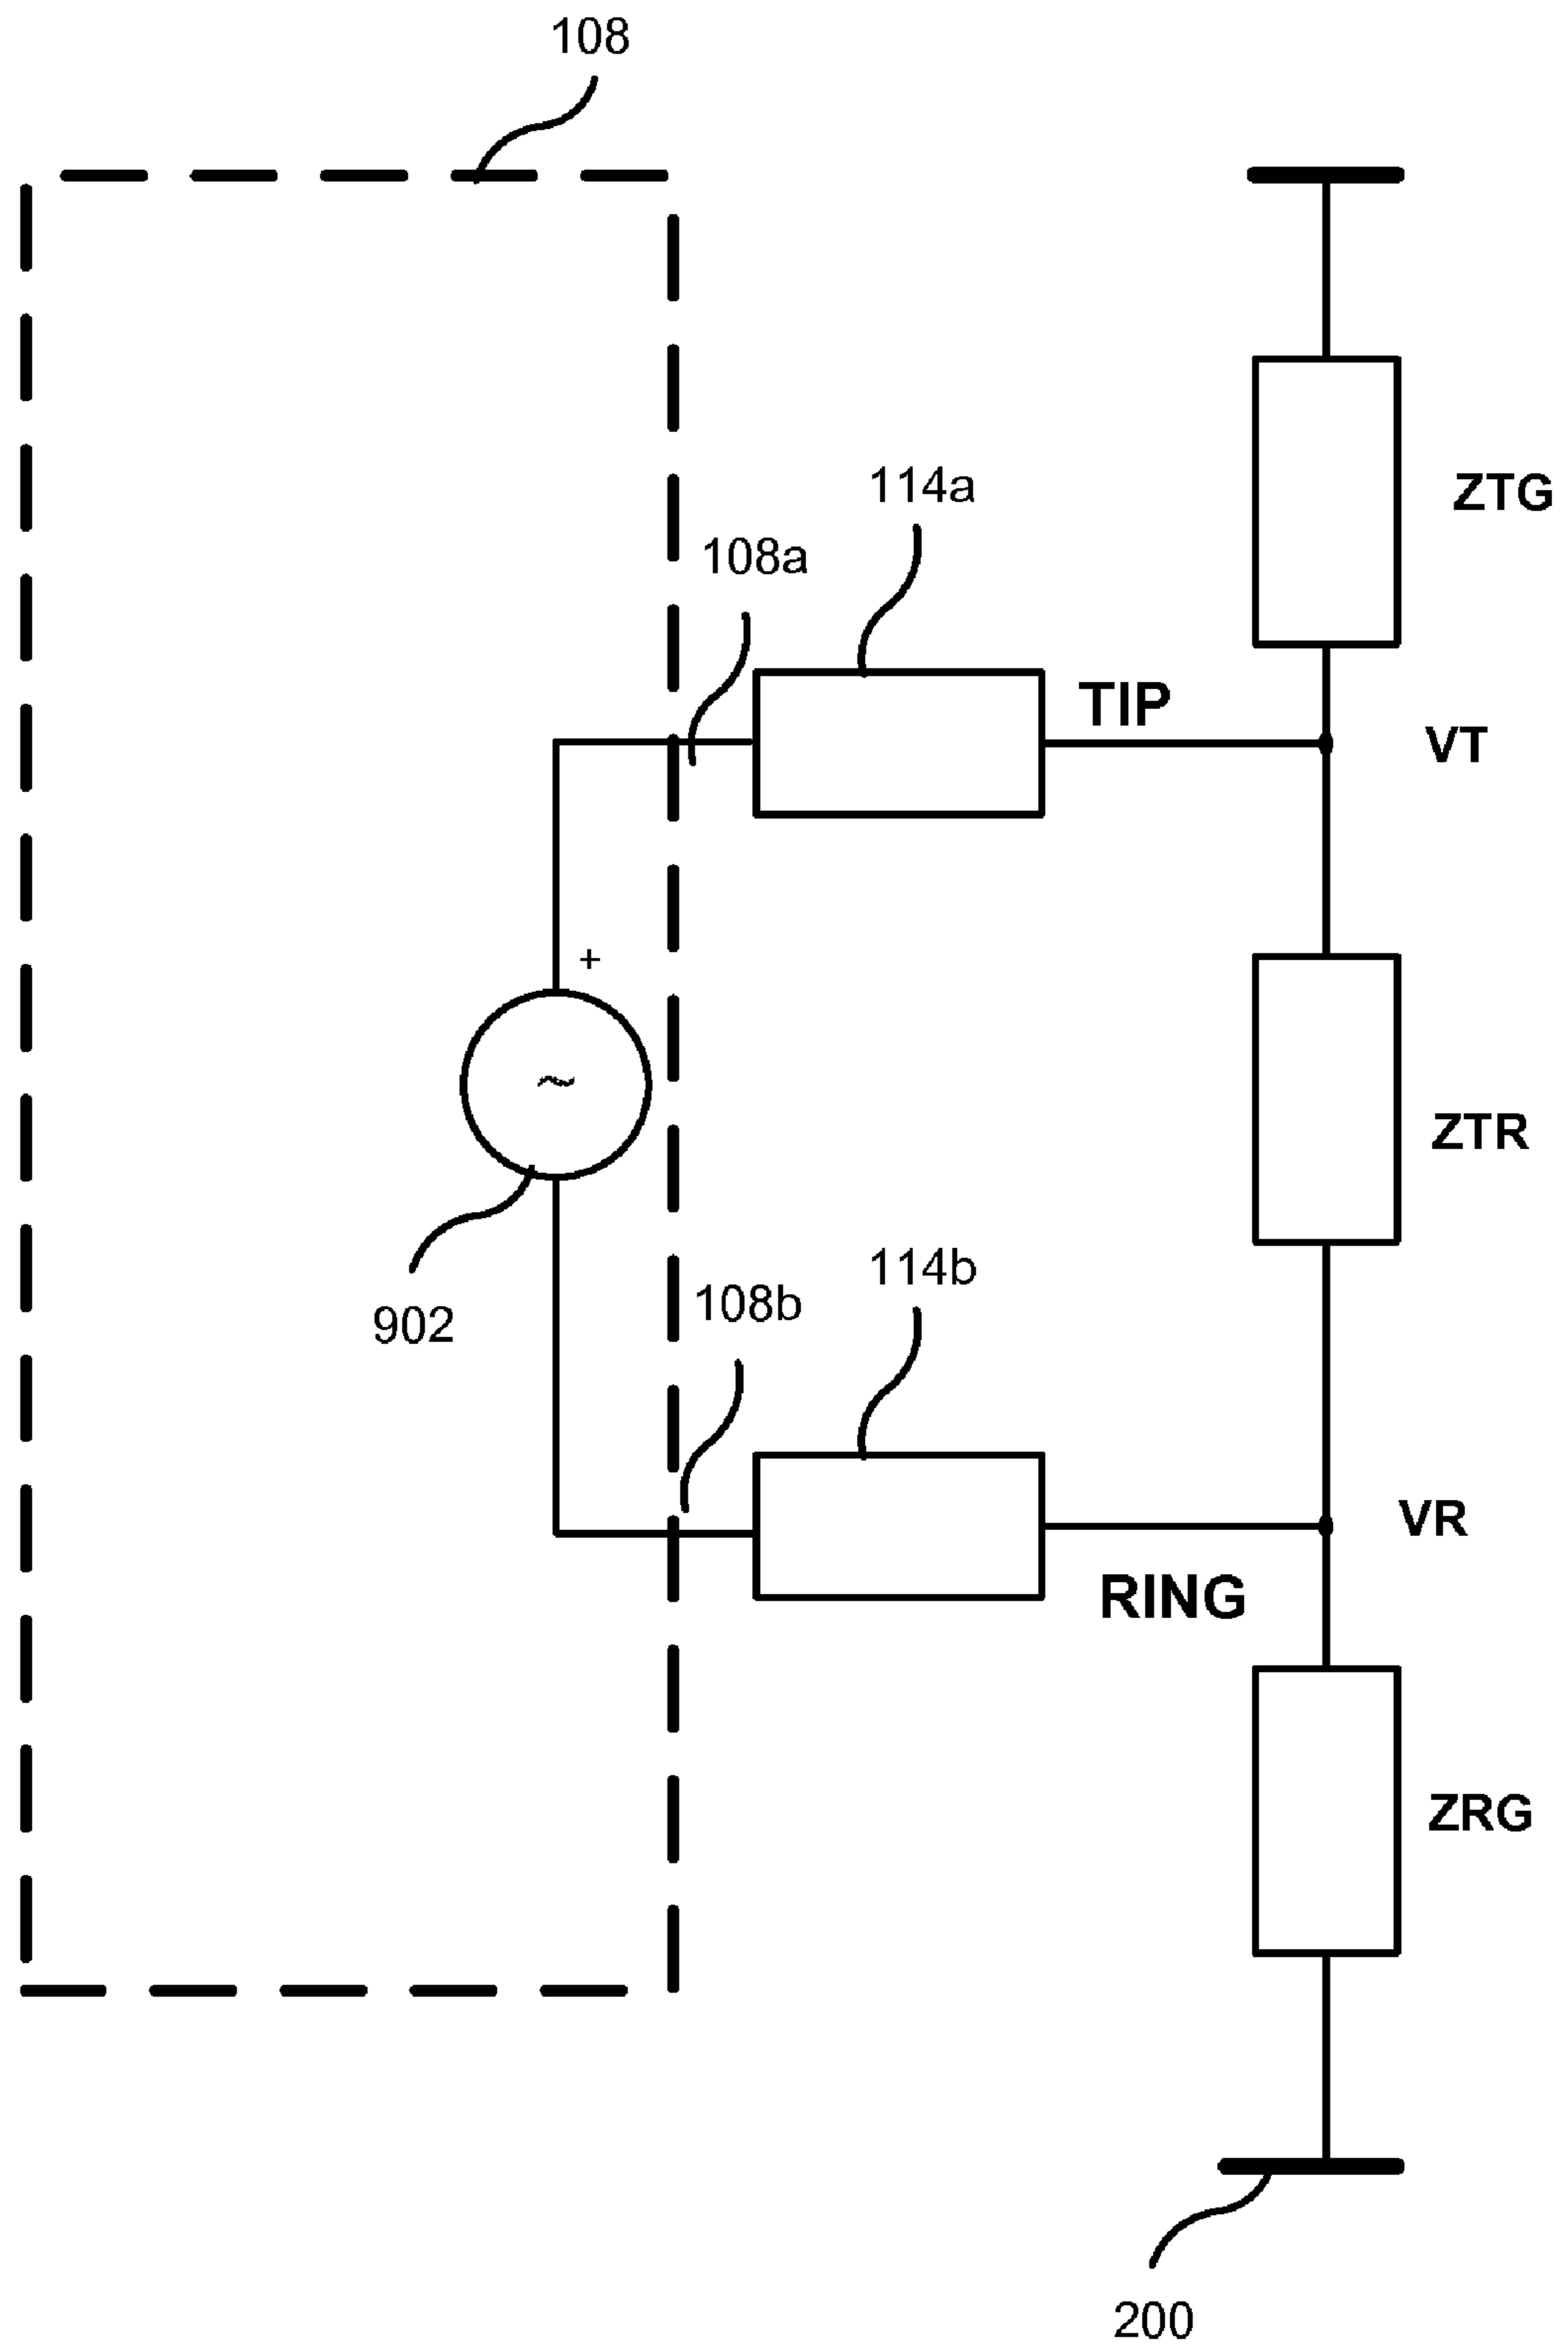 108
114a
ZTG
108a
TIP
VT
+
~
ZTR
114b
108b
902
VR
RING
ZRG
200